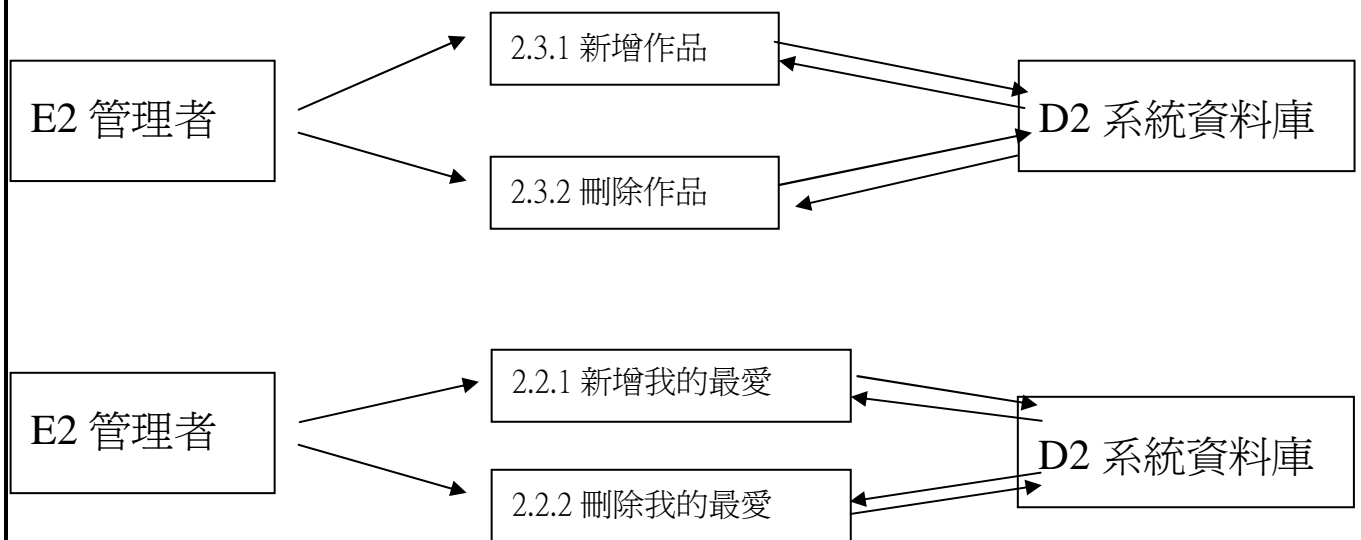 2.3.1 新增作品
E2 管理者
D2 系統資料庫
2.3.2 刪除作品
2.2.1 新增我的最愛
E2 管理者
D2 系統資料庫
2.2.2 刪除我的最愛